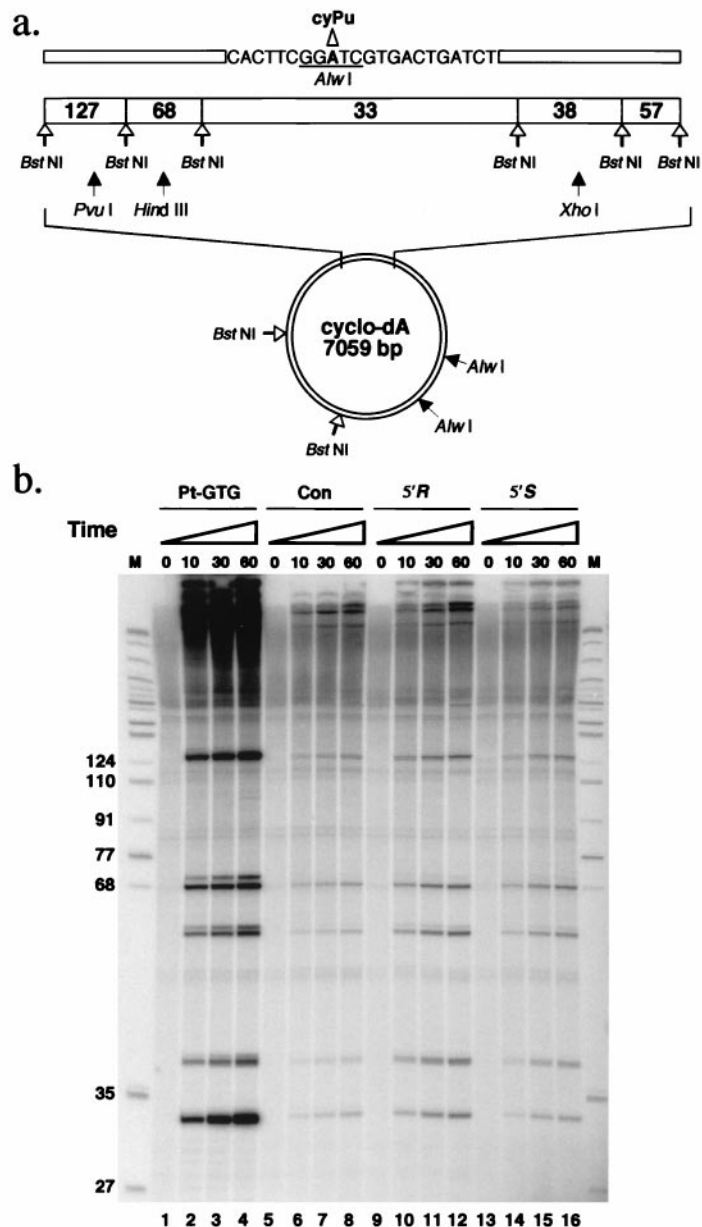 a.
cyPu
CACTTCGGATCGTGACTGATCT
Alw I
127 68 33 38 57
Bst NI Bst NI Bst NI Bst NI Bst NI Bst NI
Pvu I Hind III Xho I
cyclo-dA
7059 bp
Bst NI
Alw I
Alw I
Bst NI
b.
Pt-GTG Con 5'R 5'S
Time
M 0 10 30 60 0 10 30 60 0 10 30 60 0 10 30 60 M
124
110
91
77
68
35
27
1 2 3 4 5 6 7 8 9 10 11 12 13 14 15 16